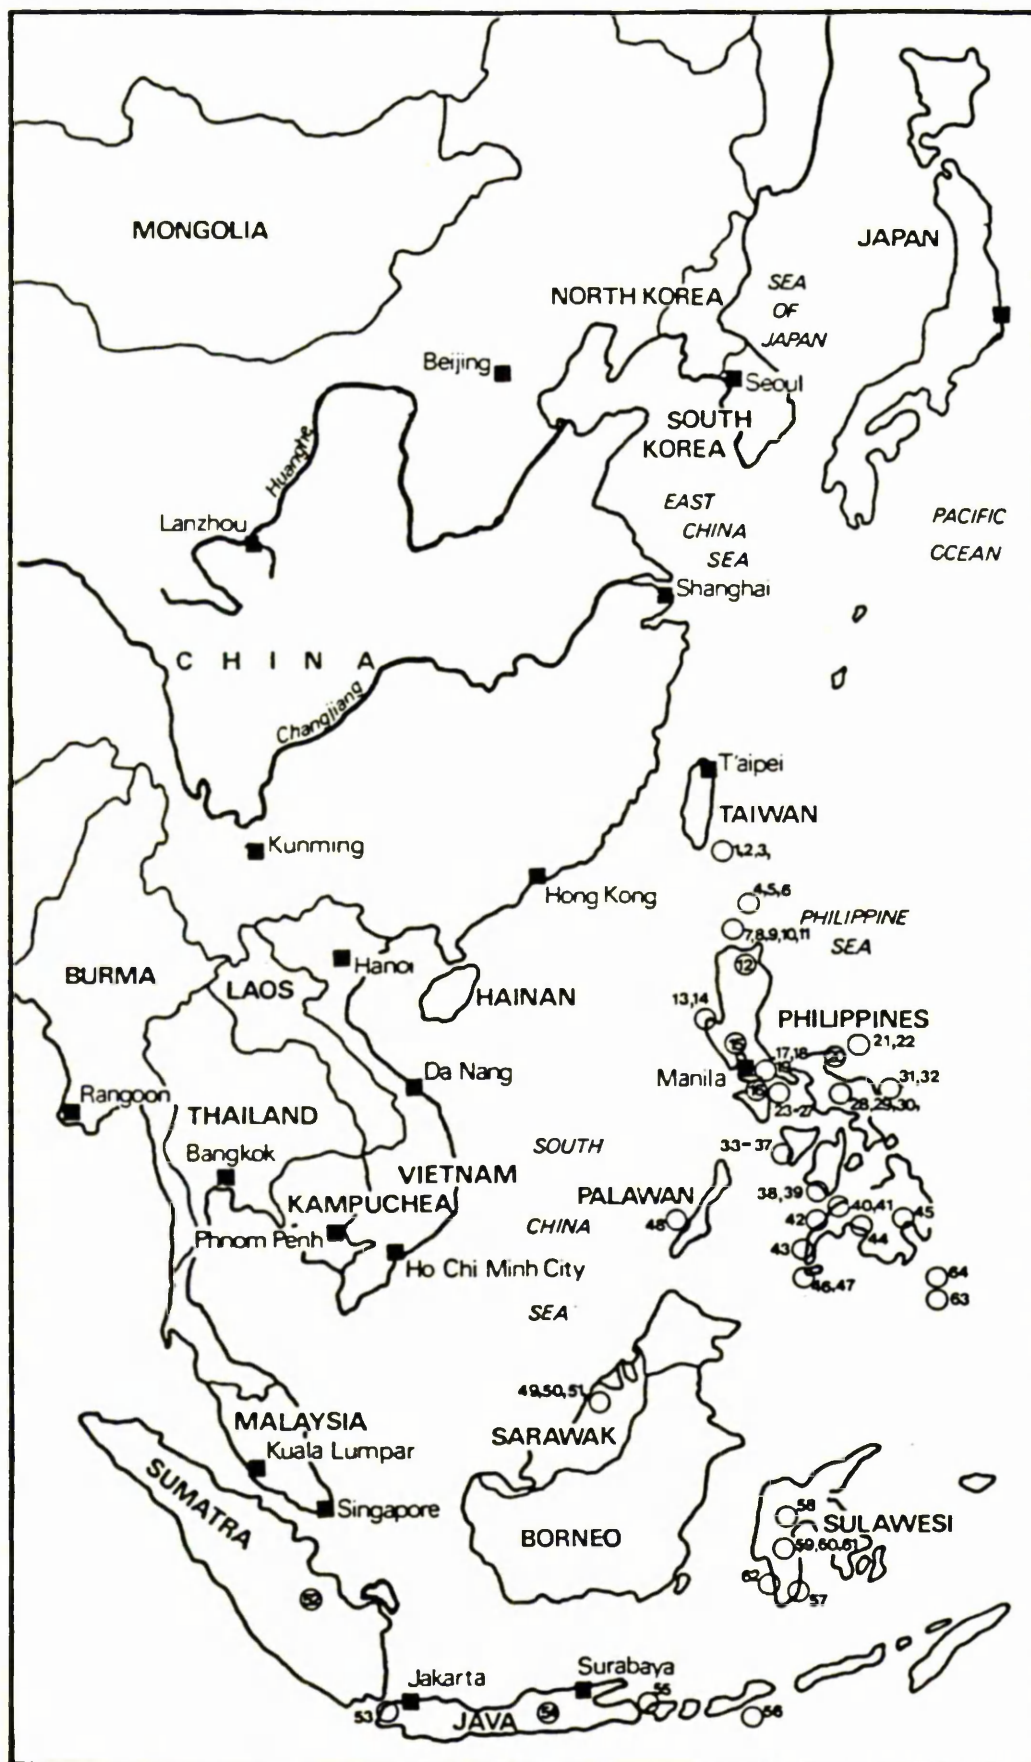 MONGOLIA
JAPAN
NORTH KOREA
SEA
OF
JAPAN
Beijing
Seoul
SOUTH
KOREA
Huanghe
EAST
CHINA
SEA
PACIFIC
OCEAN
Lanzhou
Shanghai
CHINA
Changjiang
T'aipei
TAIWAN
1,2,3,
Kunming
Hong Kong
4,5,6
PHILIPPINE
SEA
7,8,9,10,11
12
Hanoi
BURMA
LAOS
HAINAN
13,14
PHILIPPINES
21,22
17,18
19
Manila
Da Nang
31,32
Rangoon
THAILAND
23-27
28,29,30,
SOUTH
33-37
Bangkok
VIETNAM
PALAWAN
38,39
KAMPUCHEA
40,41
45
CHINA
48
42
44
Phnom Penh
43
Ho Chi Minh City
46,47
64
63
SEA
49,50,51
MALAYSIA
SARAWAK
Kuala Lumpar
SUMATRA
Singapore
58
SULAWESI
BORNEO
59,60,61
62
57
52
Surabaya
Jakarta
55
53
JAVA
54
56